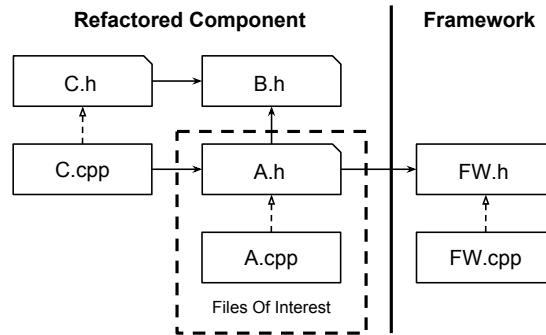 Refactored Component
Framework
C.h
B.h
C.cpp
A.h
FW.h
A.cpp
FW.cpp
Files Of Interest